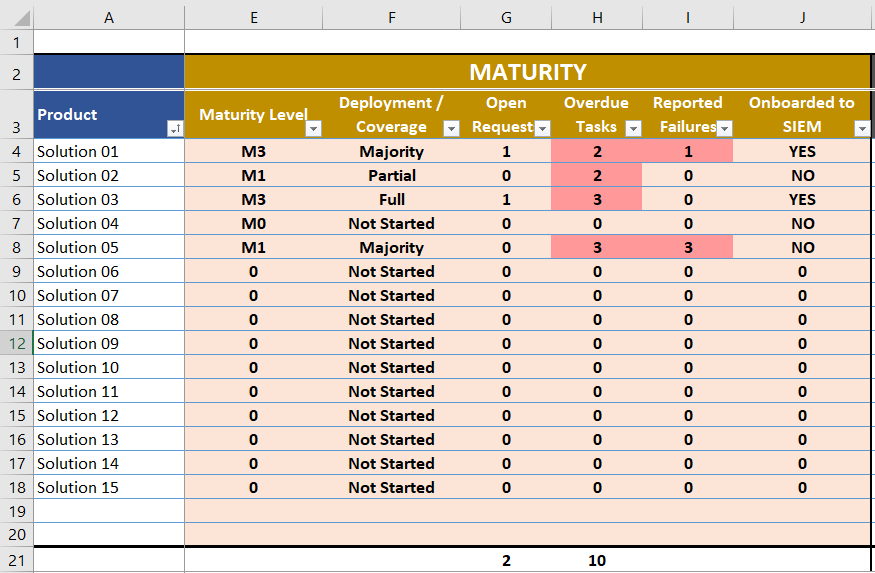 A E F G H I J
1
2 MATURITY
3 Product Maturity Level Deployment / Coverage Open Request Overdue Tasks Reported Failures Onboarded to SIEM
4 Solution 01 M3 Majority 1 2 1 YES
5 Solution 02 M1 Partial 0 2 0 NO
6 Solution 03 M3 Full 1 3 0 YES
7 Solution 04 M0 Not Started 0 0 0 NO
8 Solution 05 M1 Majority 0 3 3 NO
9 Solution 06 0 Not Started 0 0 0 0
10 Solution 07 0 Not Started 0 0 0 0
11 Solution 08 0 Not Started 0 0 0 0
12 Solution 09 0 Not Started 0 0 0 0
13 Solution 10 0 Not Started 0 0 0 0
14 Solution 11 0 Not Started 0 0 0 0
15 Solution 12 0 Not Started 0 0 0 0
16 Solution 13 0 Not Started 0 0 0 0
17 Solution 14 0 Not Started 0 0 0 0
18 Solution 15 0 Not Started 0 0 0 0
19
20
21 2 10